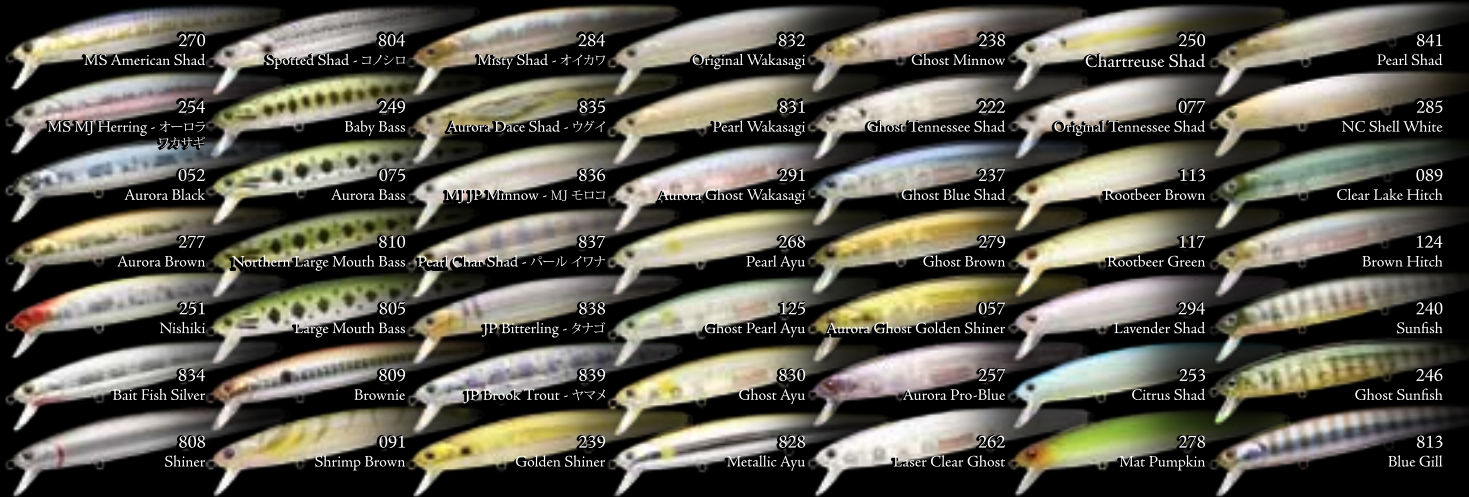 270
MS American Shad
804
Spotted Shad - コノシロ
284
Misty Shad - オイカワ
832
Original Wakasagi
238
Ghost Minnow
250
Chartreuse Shad
841
Pearl Shad
254
MS MJ Herring - オーロラ
ワカサギ
249
Baby Bass
835
Aurora Dace Shad - ウグイ
831
Pearl Wakasagi
222
Ghost Tennessee Shad
077
Original Tennessee Shad
285
NC Shell White
052
Aurora Black
075
Aurora Bass
836
MJ JP Minnow - MJ モロコ
291
Aurora Ghost Wakasagi
237
Ghost Blue Shad
113
Rootbeer Brown
089
Clear Lake Hitch
277
Aurora Brown
810
Northern Large Mouth Bass
837
Pearl Char Shad - パール イワナ
268
Pearl Ayu
279
Ghost Brown
117
Rootbeer Green
124
Brown Hitch
251
Nishiki
805
Large Mouth Bass
838
JP Bitterling - タナゴ
125
Ghost Pearl Ayu
057
Aurora Ghost Golden Shiner
294
Lavender Shad
240
Sunfish
834
Bait Fish Silver
809
Brownie
839
JP Brook Trout - ヤマメ
830
Ghost Ayu
257
Aurora Pro-Blue
253
Citrus Shad
246
Ghost Sunfish
808
Shiner
091
Shrimp Brown
239
Golden Shiner
828
Metallic Ayu
262
Laser Clear Ghost
278
Mat Pumpkin
813
Blue Gill